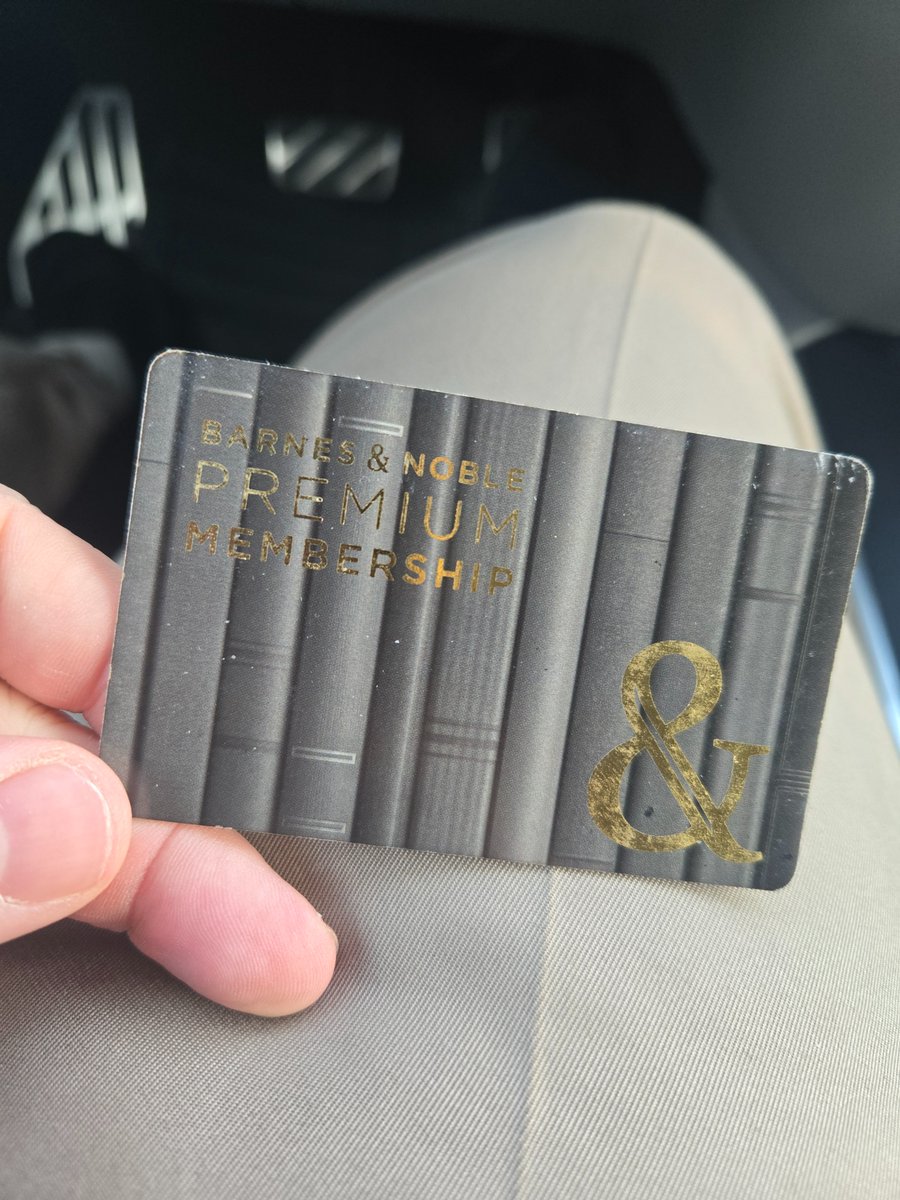 BARNES & NOBLE
PREMIUM
MEMBERSHIP
&